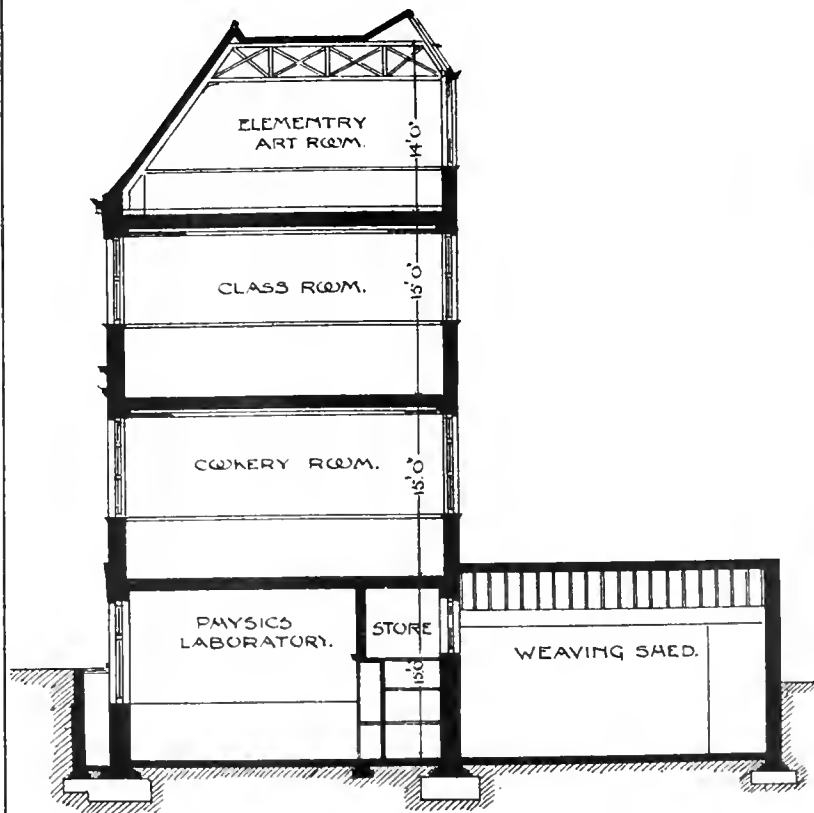 ELEMENTRY
ART ROOM.
14'0"
CLASS ROOM.
15'0"
COOKERY ROOM.
15'0"
PHYSICS
LABORATORY.
STORE
15'0"
WEAVING SHED.